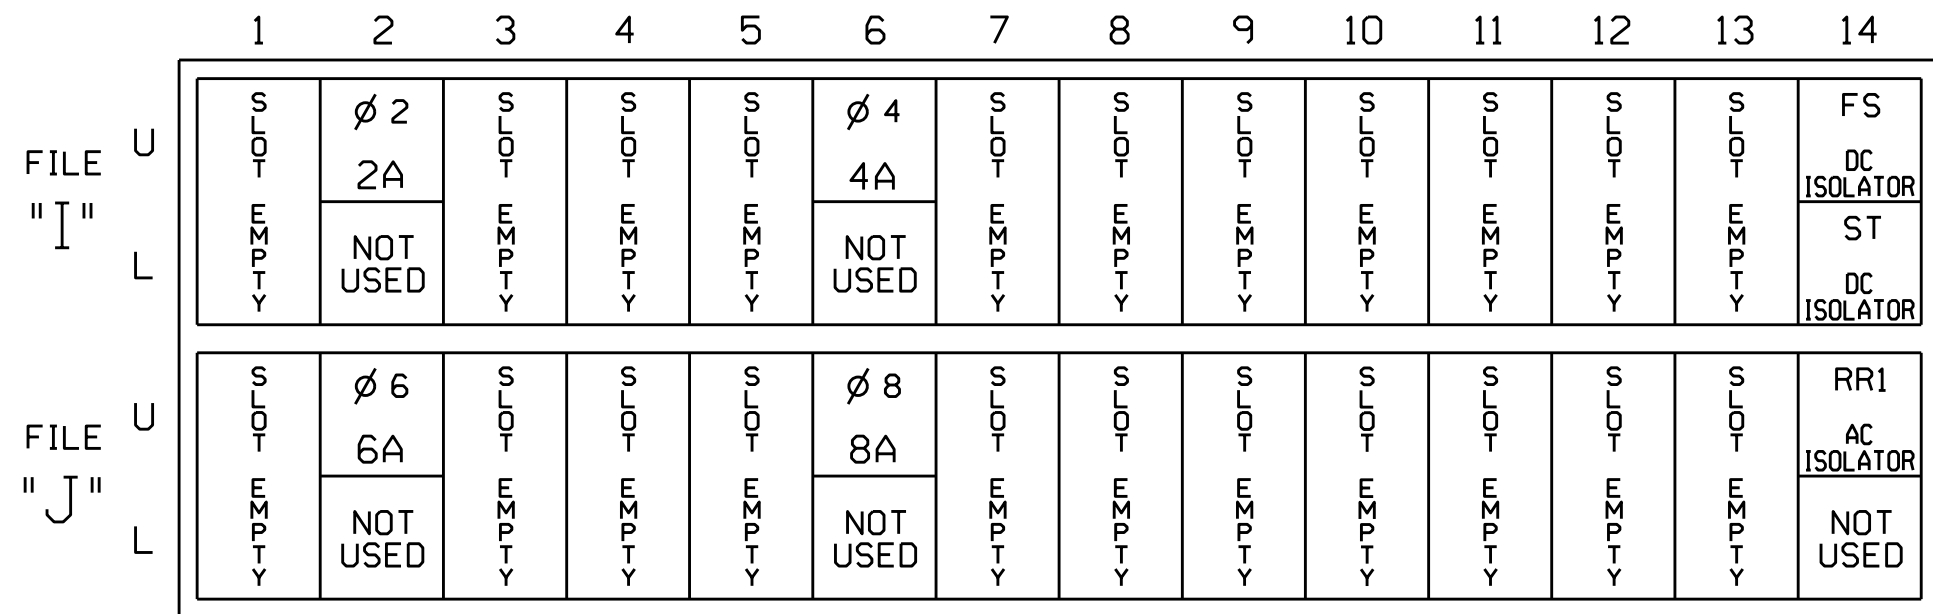 1 2 3 4 5 6 7 8 9 10 11 12 13 14
FILE
"I"
U
L
SLOT EMPTY
Ø 2
2A
NOT
USED
SLOT EMPTY
SLOT EMPTY
SLOT EMPTY
Ø 4
4A
NOT
USED
SLOT EMPTY
SLOT EMPTY
SLOT EMPTY
SLOT EMPTY
SLOT EMPTY
SLOT EMPTY
SLOT EMPTY
FS
DC
ISOLATOR
ST
DC
ISOLATOR
FILE
"J"
U
L
SLOT EMPTY
Ø 6
6A
NOT
USED
SLOT EMPTY
SLOT EMPTY
SLOT EMPTY
Ø 8
8A
NOT
USED
SLOT EMPTY
SLOT EMPTY
SLOT EMPTY
SLOT EMPTY
SLOT EMPTY
SLOT EMPTY
SLOT EMPTY
RR1
AC
ISOLATOR
NOT
USED